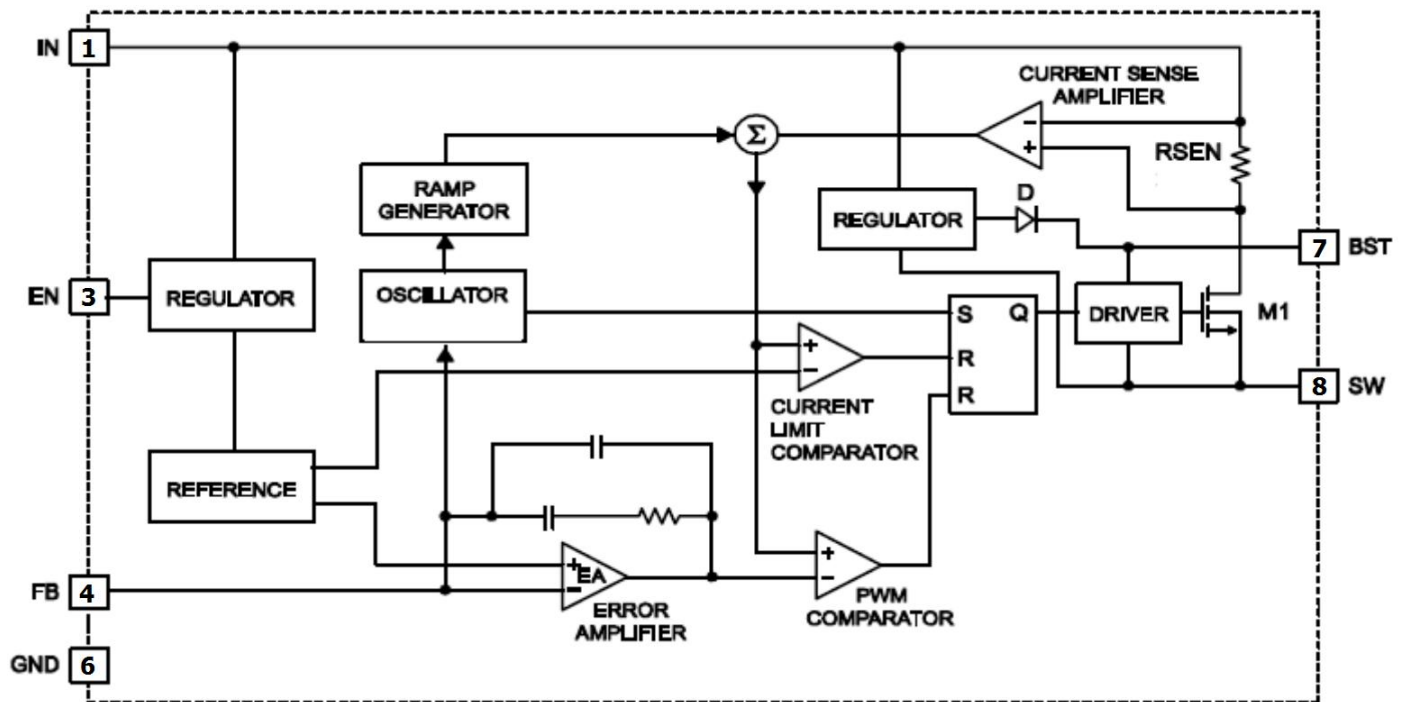 IN 1
CURRENT SENSE
AMPLIFIER
Σ
−
+
RSEN
RAMP
GENERATOR
D
REGULATOR
7 BST
EN 3
REGULATOR
OSCILLATOR
S Q
DRIVER
M1
+
−
R
R
8 SW
CURRENT
LIMIT
COMPARATOR
REFERENCE
+
EA
−
+
−
FB 4
ERROR
AMPLIFIER
PWM
COMPARATOR
GND 6